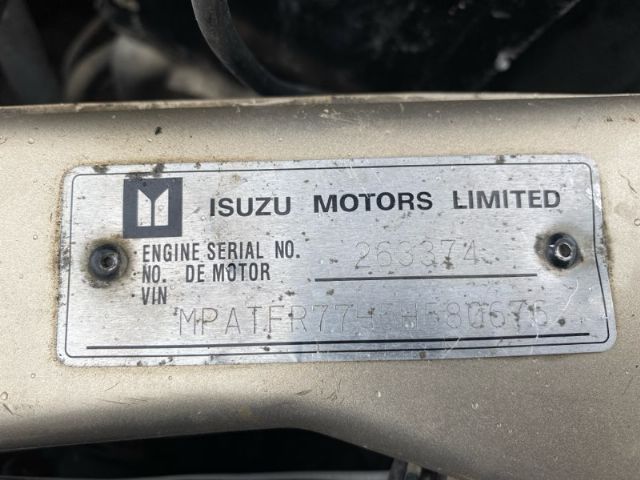 ISUZU MOTORS LIMITED
ENGINE SERIAL NO.
NO. DE MOTOR 263374
VIN